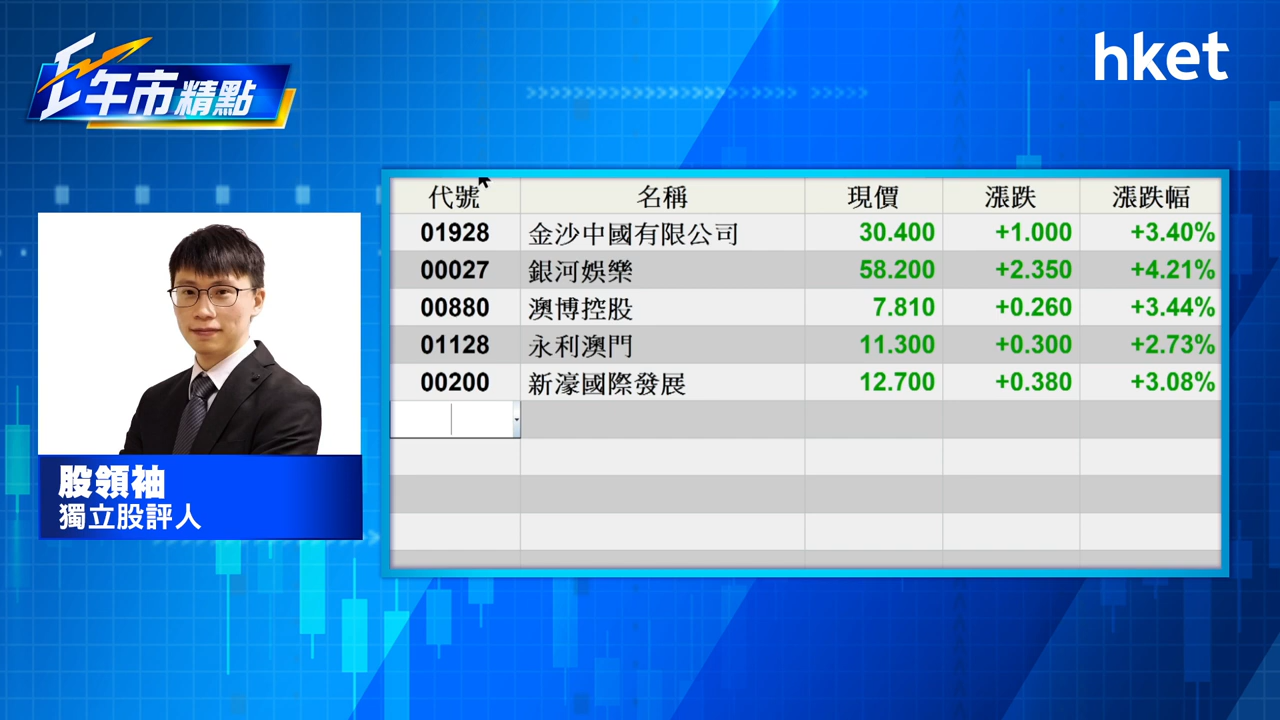 午市精點
hket
代號 名稱 現價 漲跌 漲跌幅
01928 金沙中國有限公司 30.400 +1.000 +3.40%
00027 銀河娛樂 58.200 +2.350 +4.21%
00880 澳博控股 7.810 +0.260 +3.44%
01128 永利澳門 11.300 +0.300 +2.73%
00200 新濠國際發展 12.700 +0.380 +3.08%
股領袖
獨立股評人